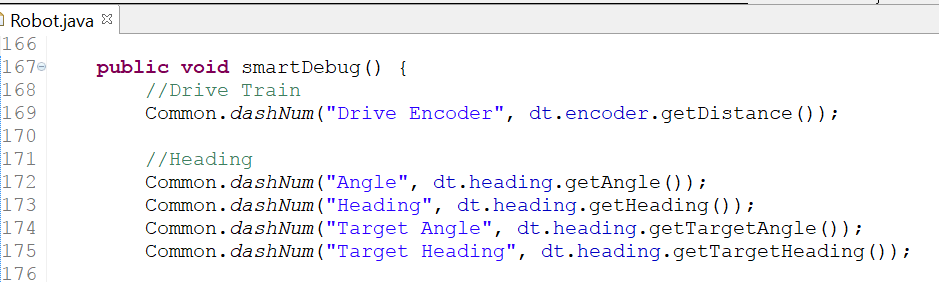 Robot.java
166
167 public void smartDebug() {
168 //Drive Train
169 Common.dashNum("Drive Encoder", dt.encoder.getDistance());
170
171 //Heading
172 Common.dashNum("Angle", dt.heading.getAngle());
173 Common.dashNum("Heading", dt.heading.getHeading());
174 Common.dashNum("Target Angle", dt.heading.getTargetAngle());
175 Common.dashNum("Target Heading", dt.heading.getTargetHeading());
176